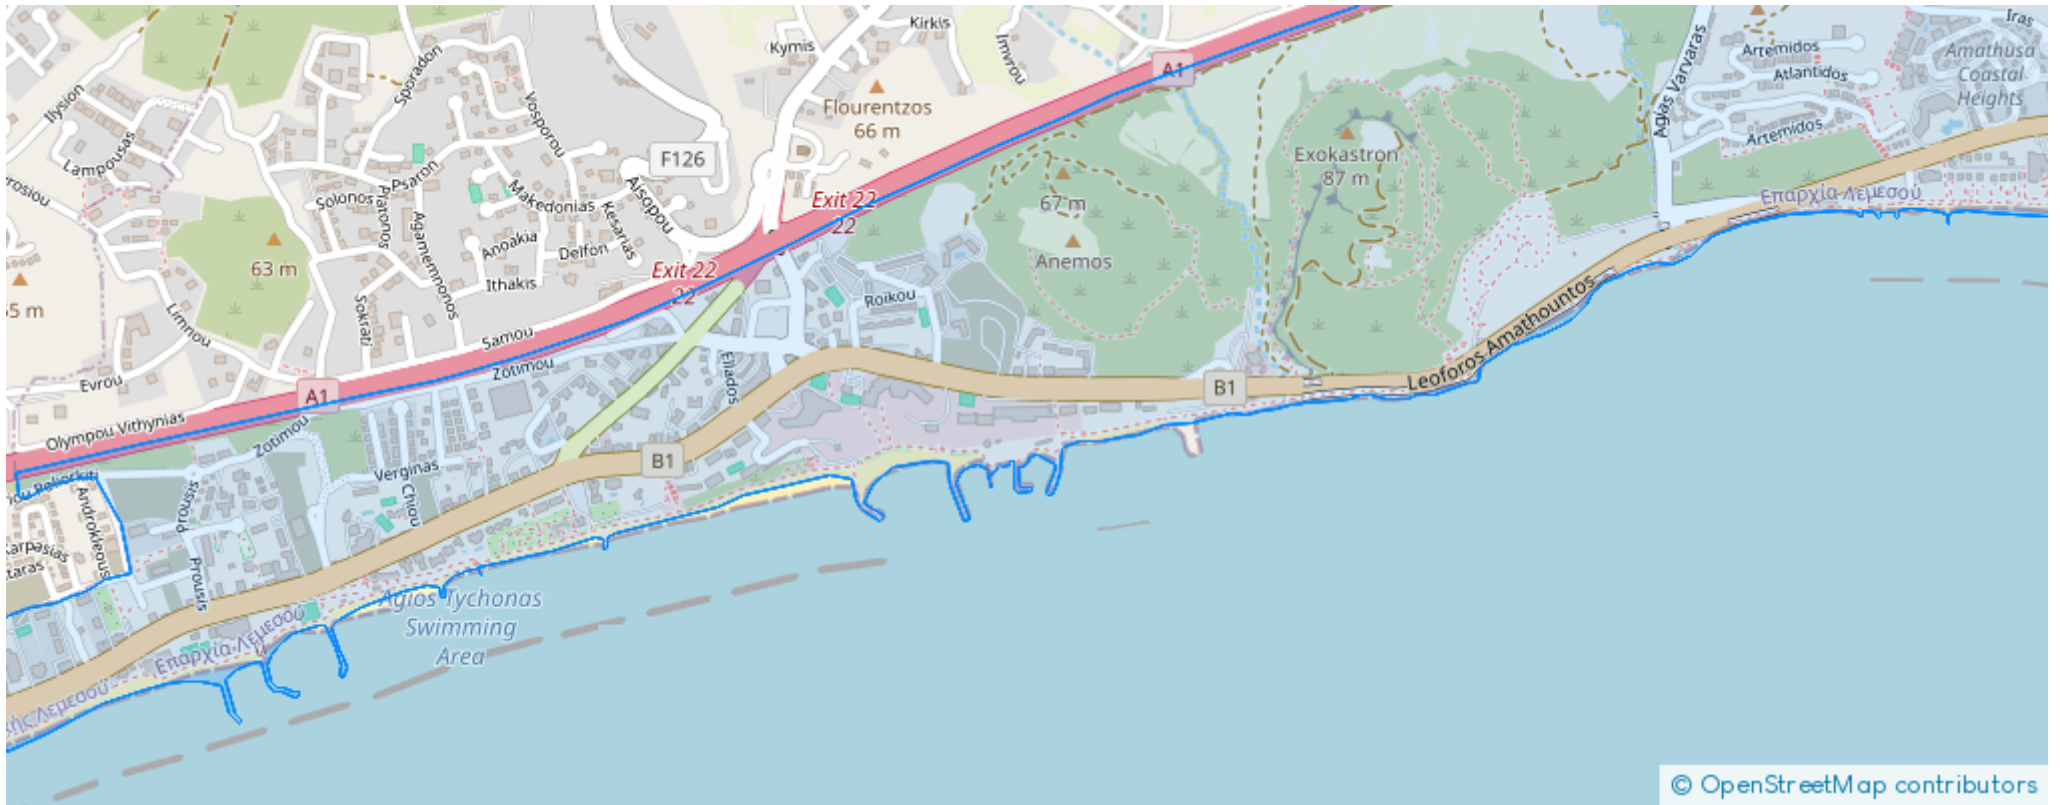 Kirkis
Iras
Kymis
Imvrou
Artemidos
Amathusa
Coastal
Heights
Sporadon
A1
Atlantidos
Ilysion
Vosporou
Flourentzos
66 m
Agias Varvaras
Artemidos
Lampousas
F126
Exokastron
87 m
Psaron
Solonos
Platonos
Makedonias
Aisopou
Exit 22
22
67 m
Επαρχία Λεμεσού
Agamemnonos
Kesarias
Anoakia
Delfon
63 m
Anemos
Exit 22
22
Ithakis
Roikou
Limnou
Sokrati
Samou
Leoforos Amathountos
Zotimou
Eliados
Evrou
A1
B1
Olympou Vithynias
Zotimou
B1
Verginas
Chiou
Prousis
Androkleous
Karpasias
Prousis
Agios Tychonas
Swimming
Area
Επαρχία Λεμεσού
© OpenStreetMap contributors